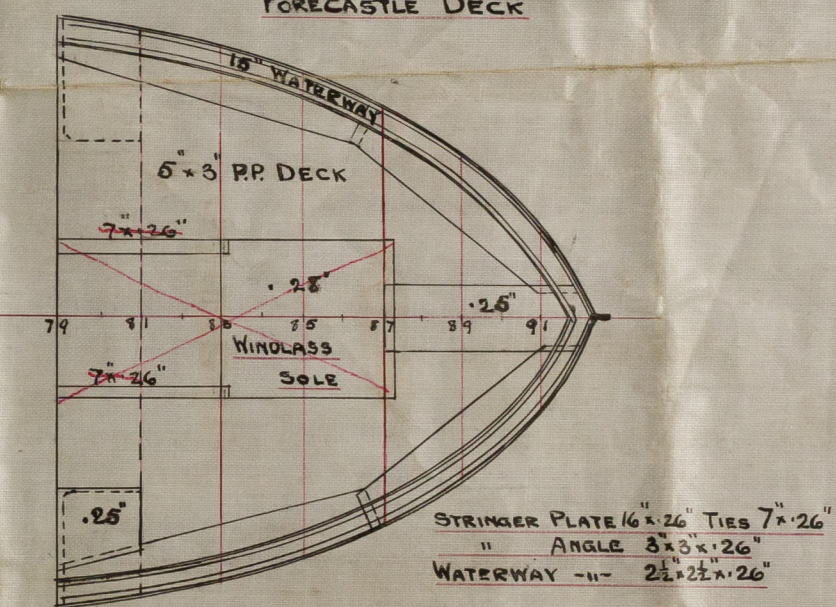 FORECASTLE DECK
15" WATERWAY
5" x 3" P.P. DECK
7" x .26"
.28"
.25"
79 81 83 85 87 89 91
WINDLASS
SOLE
7" x .26"
.25"
STRINGER PLATE 16" x .26" TIES 7" x .26"
" ANGLE 3" x 3" x .26"
WATERWAY -"- 2½" x 2½" x .26"